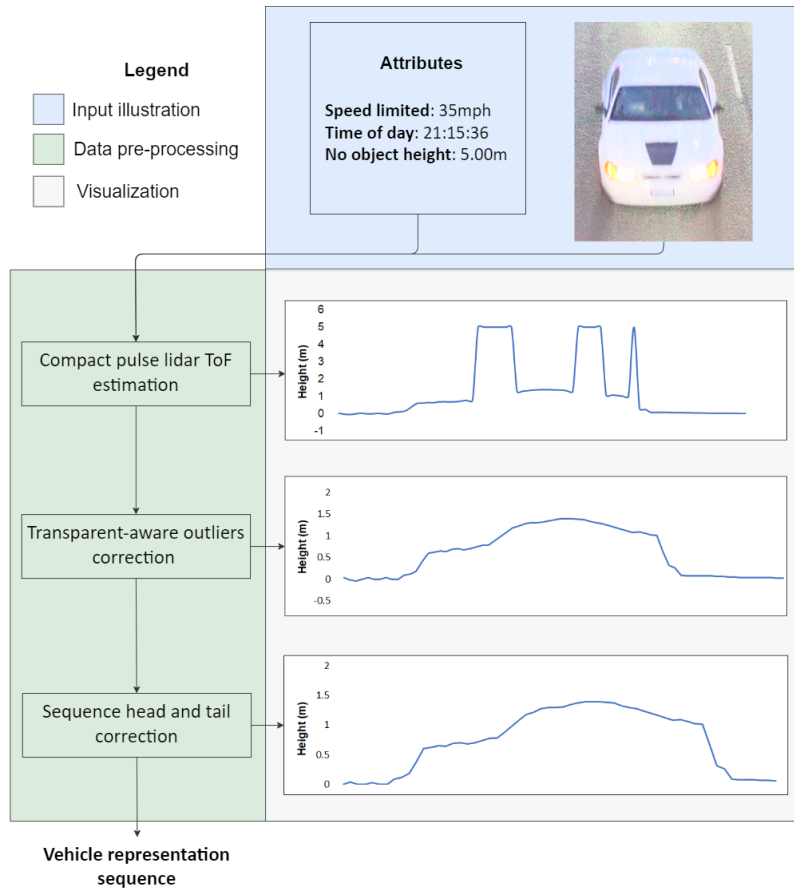 Legend
Input illustration
Data pre-processing
Visualization
Attributes
Speed limited: 35mph
Time of day: 21:15:36
No object height: 5.00m
Compact pulse lidar ToF
estimation
Height (m)
6
5
4
3
2
1
0
-1
Transparent-aware outliers
correction
Height (m)
2
1.5
1
0.5
0
-0.5
Sequence head and tail
correction
Height (m)
2
1.5
1
0.5
0
Vehicle representation
sequence